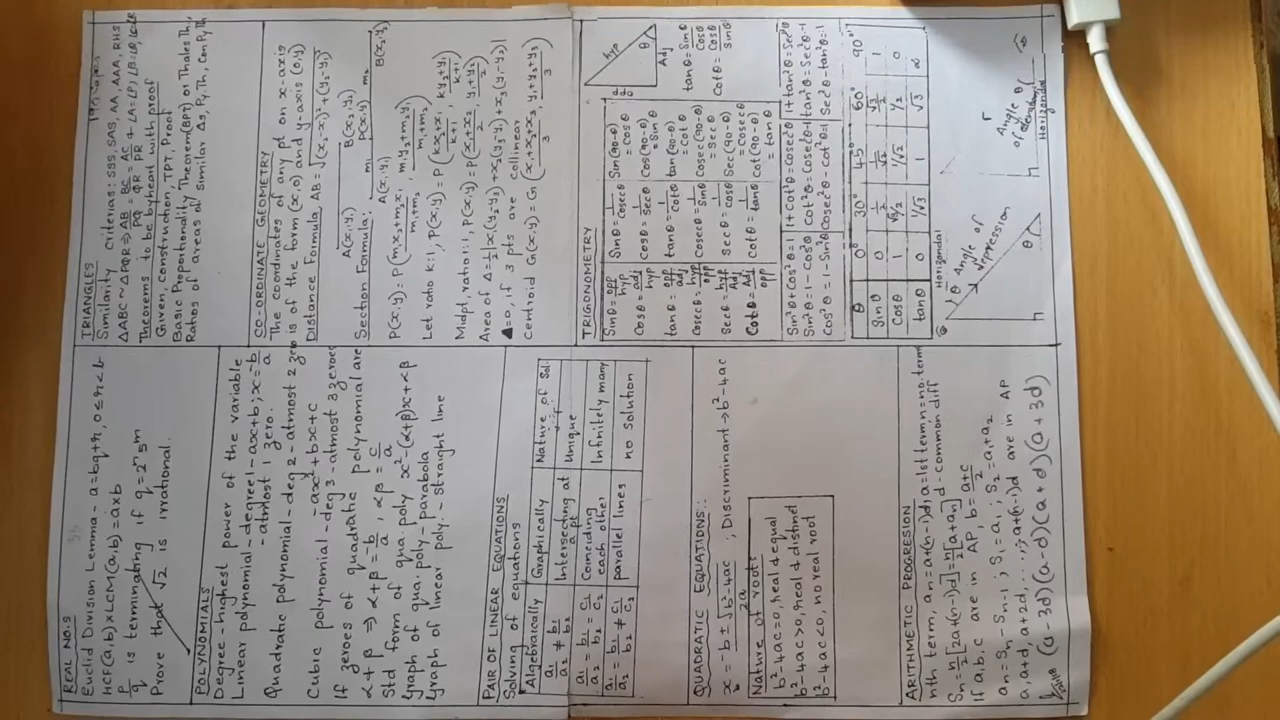 REAL NO.S
Euclid Division Lemma - a=bq+r, 0≤r<b
HCF(a,b)×LCM(a,b)=a×b
p/q is terminating if q=2ⁿ5ᵐ
Prove that √2 is irrational.
POLYNOMIALS
Degree - highest power of the variable
Linear polynomial - degree 1 - ax+b; x=-b/a
- atmost 1 zero.
Quadratic polynomial - deg 2 - atmost 2 zero
- ax²+bx+c
Cubic polynomial - deg 3 - atmost 3 zeroes
If zeroes of quadratic polynomial are
α+β ⇒ α+β=-b/a, αβ=c/a
Std form of qua. poly x²-(α+β)x+αβ
Graph of qua. poly. - parabola
Graph of linear poly. - straight line
PAIR OF LINEAR EQUATIONS
Solving of equations
Algebraically Graphically Nature of Sol
a₁/a₂ ≠ b₁/b₂ Intersecting at a pt Unique
a₁/a₂ = b₁/b₂ = c₁/c₂ Coinciding each other Infinitely many
a₁/a₂ = b₁/b₂ ≠ c₁/c₂ parallel lines no solution
QUADRATIC EQUATIONS:
x = -b ± √b²-4ac / 2a ; Discriminant → b²-4ac
Nature of roots
b²-4ac=0, real & equal
b²-4ac>0, real & distinct
b²-4ac<0, no real root
ARITHMETIC PROGRESION
nth term, aₙ=a+(n-1)d; a=1st term n=no.term
d - common diff
Sₙ=n/2[2a+(n-1)d]=n/2[a+aₙ]
If a,b,c are in AP, b=a+c/2
aₙ=Sₙ-Sₙ₋₁; S₁=a₁; S₂=a₁+a₂
a, a+d, a+2d, ....., a+(n-1)d are in AP
(a-3d)(a-d)(a+d)(a+3d)
TRIANGLES
Similarity criterias: SSS, SAS, AA, AAA, RHS
ΔABC ~ ΔPQR ⇒ AB/PQ = BC/QR = AC/PR
Theorems to be byheart with proof
Given, construction, TPT, Proof
Basic Propotionality Theorem(BPT) or Thales Th.,
Ratios of areas of similar Δs, Py Th, Con Py Th
CO-ORDINATE GEOMETRY
The coordinates of any pt on x-axis
is of the form (x,0) and y-axis (0,y)
Distance Formula, AB=√(x₂-x₁)²+(y₂-y₁)²
A(x₁,y₁) B(x₂,y₂)
Section Formula: m₁ P(x,y) m₂
A(x₁,y₁) B(x₂,y₂)
P(x,y)=P(m₁x₂+m₂x₁/m₁+m₂, m₁y₂+m₂y₁/m₁+m₂)
Let ratio k:1, P(x,y)=P(kx₂+x₁/k+1, ky₂+y₁/k+1)
Midpt, ratio 1:1, P(x,y)=P(x₁+x₂/2, y₁+y₂/2)
Area of Δ=½|x₁(y₂-y₃)+x₂(y₃-y₁)+x₃(y₁-y₂)|
Δ=0, if 3 pts are collinear
Centroid G(x,y)=G(x₁+x₂+x₃/3, y₁+y₂+y₃/3)
TRIGONOMETRY
Sinθ=opp/hyp Sinθ=1/Cosecθ Sin(90-θ)=cosθ
Cosθ=adj/hyp Cosθ=1/Secθ Cos(90-θ)=Sinθ
tanθ=opp/adj tanθ=1/Cotθ tan(90-θ)=cotθ
Cosecθ=hyp/opp Cosecθ=1/Sinθ Cosec(90-θ)=Secθ
Secθ=hyp/Adj Secθ=1/cosθ Sec(90-θ)=cosecθ
Cotθ=Adj/opp Cotθ=1/tanθ cot(90-θ)=tanθ
hyp
θ
Adj
tanθ=Sinθ/Cosθ
Cotθ=Cosθ/Sinθ
Sin²θ+Cos²θ=1 1+Cot²θ=Cosec²θ 1+tan²θ=Sec²θ
Sin²θ=1-Cos²θ Cot²θ=Cosec²θ-1 tan²θ=Sec²θ-1
Cos²θ=1-Sin²θ Cosec²θ-cot²θ=1 Sec²θ-tan²θ=1
θ 0° 30° 45° 60° 90°
Sinθ 0 1/2 1/√2 √3/2 1
Cosθ 1 √3/2 1/√2 1/2 0
tanθ 0 1/√3 1 √3 ∞
Horizondal
θ Angle of depression
θ
Angle of
Horizondal